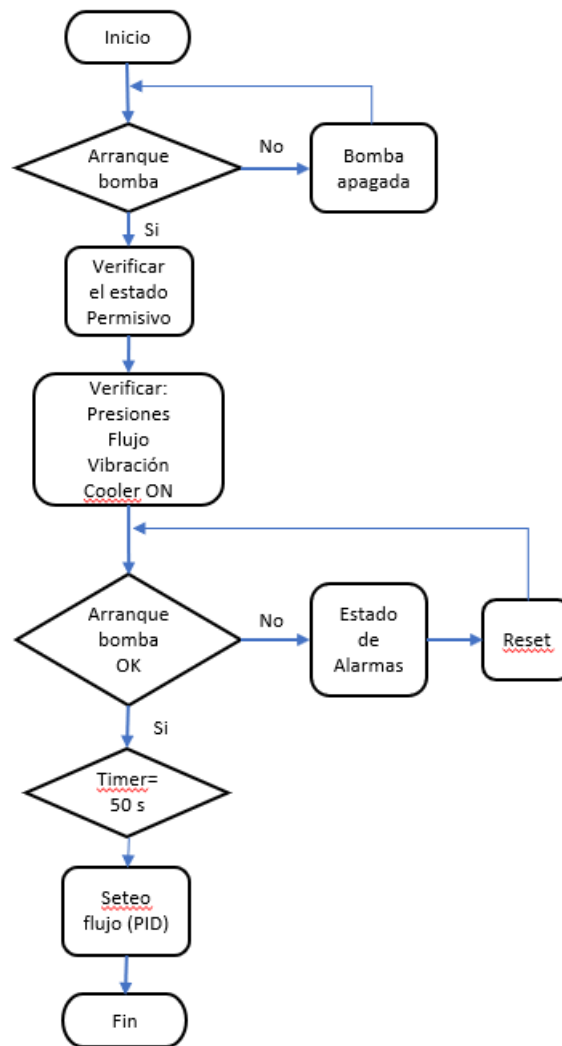 Inicio
Arranque
bomba
No
Bomba
apagada
Si
Verificar
el estado
Permisivo
Verificar:
Presiones
Flujo
Vibración
Cooler ON
Arranque
bomba
OK
No
Estado
de
Alarmas
Reset
Si
Timer=
50 s
Seteo
flujo (PID)
Fin